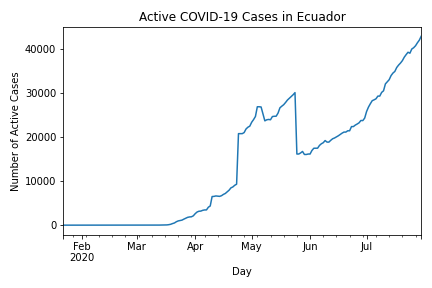 Active COVID-19 Cases in Ecuador
Number of Active Cases
40000
30000
20000
10000
0
Feb
2020
Mar
Apr
May
Jun
Jul
Day